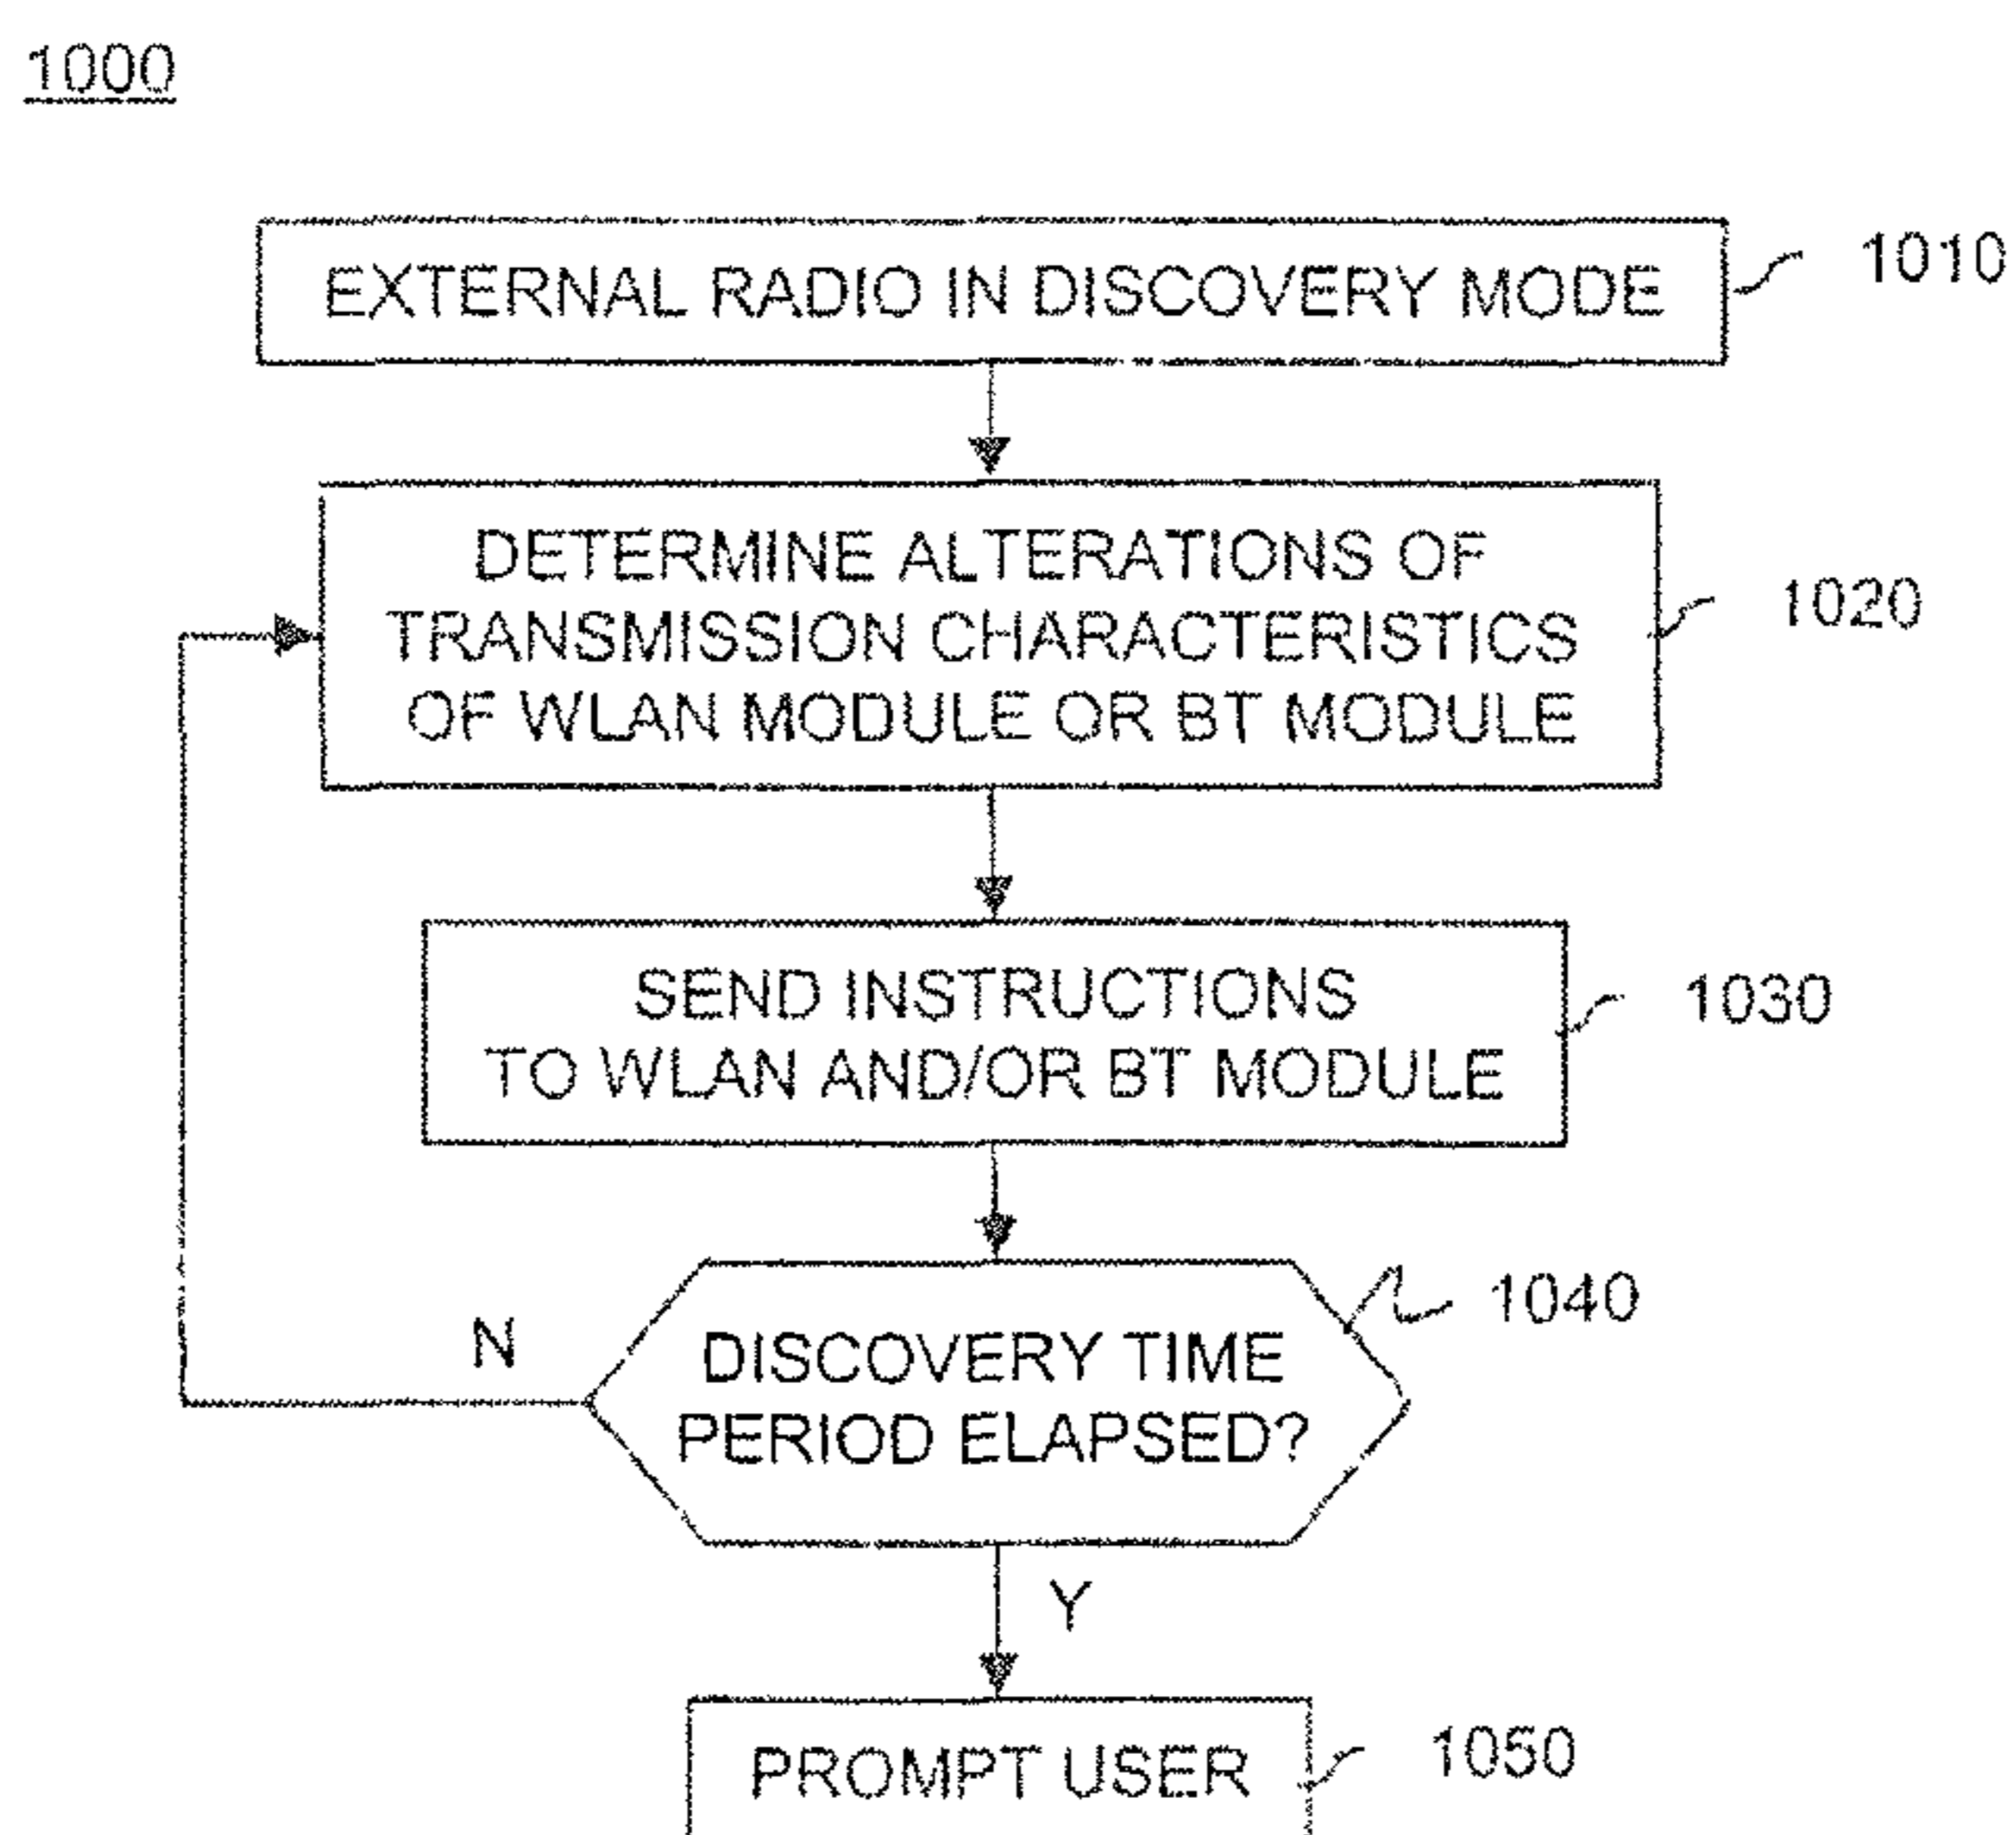 1000
EXTERNAL RADIO IN DISCOVERY MODE
1010
DETERMINE ALTERATIONS OF
TRANSMISSION CHARACTERISTICS
OF WLAN MODULE OR BT MODULE
1020
SEND INSTRUCTIONS
TO WLAN AND/OR BT MODULE
1030
DISCOVERY TIME
PERIOD ELAPSED?
1040
N
Y
PROMPT USER
1050